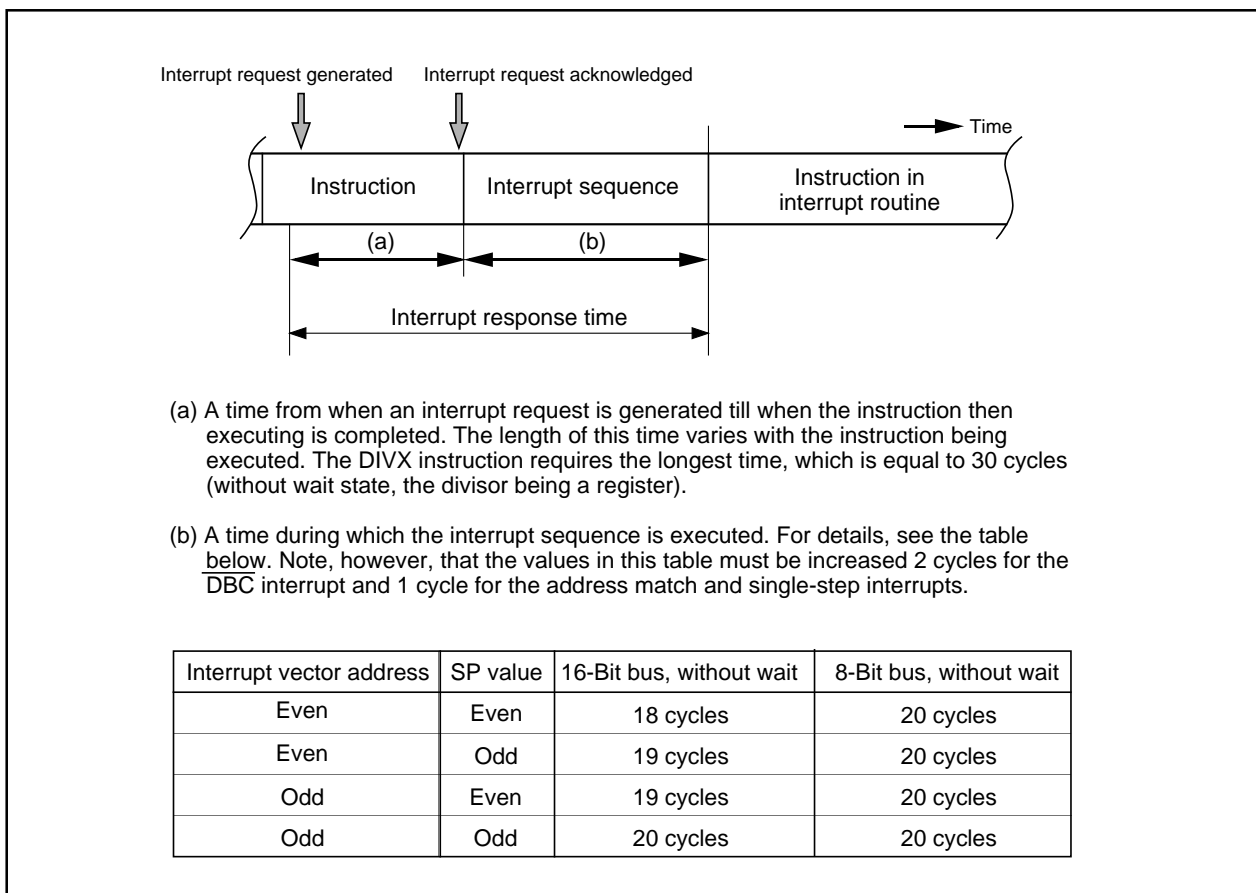 Interrupt request generated
Interrupt request acknowledged
Time
Instruction
Interrupt sequence
Instruction in
interrupt routine
(a)
(b)
Interrupt response time
(a) A time from when an interrupt request is generated till when the instruction then
executing is completed. The length of this time varies with the instruction being
executed. The DIVX instruction requires the longest time, which is equal to 30 cycles
(without wait state, the divisor being a register).
(b) A time during which the interrupt sequence is executed. For details, see the table
below. Note, however, that the values in this table must be increased 2 cycles for the
DBC interrupt and 1 cycle for the address match and single-step interrupts.
Interrupt vector address SP value 16-Bit bus, without wait 8-Bit bus, without wait
Even Even 18 cycles 20 cycles
Even Odd 19 cycles 20 cycles
Odd Even 19 cycles 20 cycles
Odd Odd 20 cycles 20 cycles